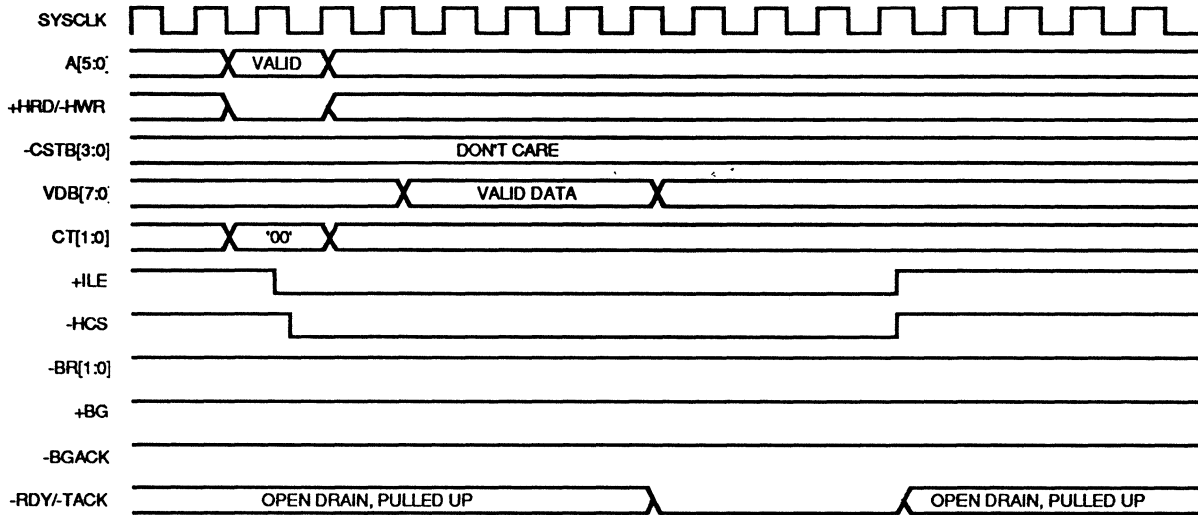 SYSCLK
A[5:0]
VALID
+HRD/-HWR
-CSTB[3:0]
DON'T CARE
VDB[7:0]
VALID DATA
CT[1:0]
'00'
+ILE
-HCS
-BR[1:0]
+BG
-BGACK
-RDY/-TACK
OPEN DRAIN, PULLED UP
OPEN DRAIN, PULLED UP